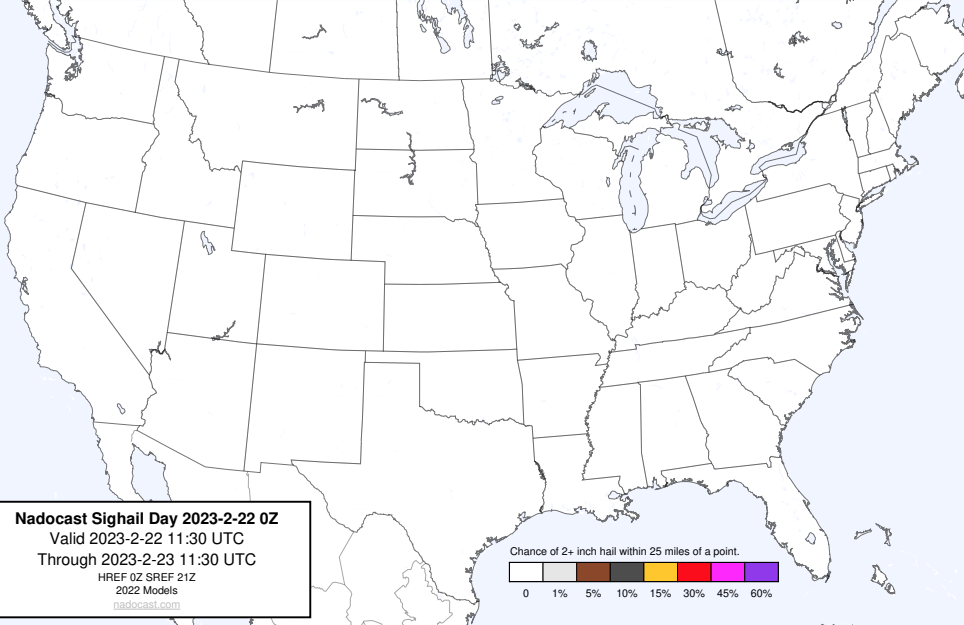 Nadocast Sighail Day 2023-2-22 0Z
Valid 2023-2-22 11:30 UTC
Through 2023-2-23 11:30 UTC
HREF 0Z SREF 21Z
2022 Models
nadocast.com
Chance of 2+ inch hail within 25 miles of a point.
0 1% 5% 10% 15% 30% 45% 60%